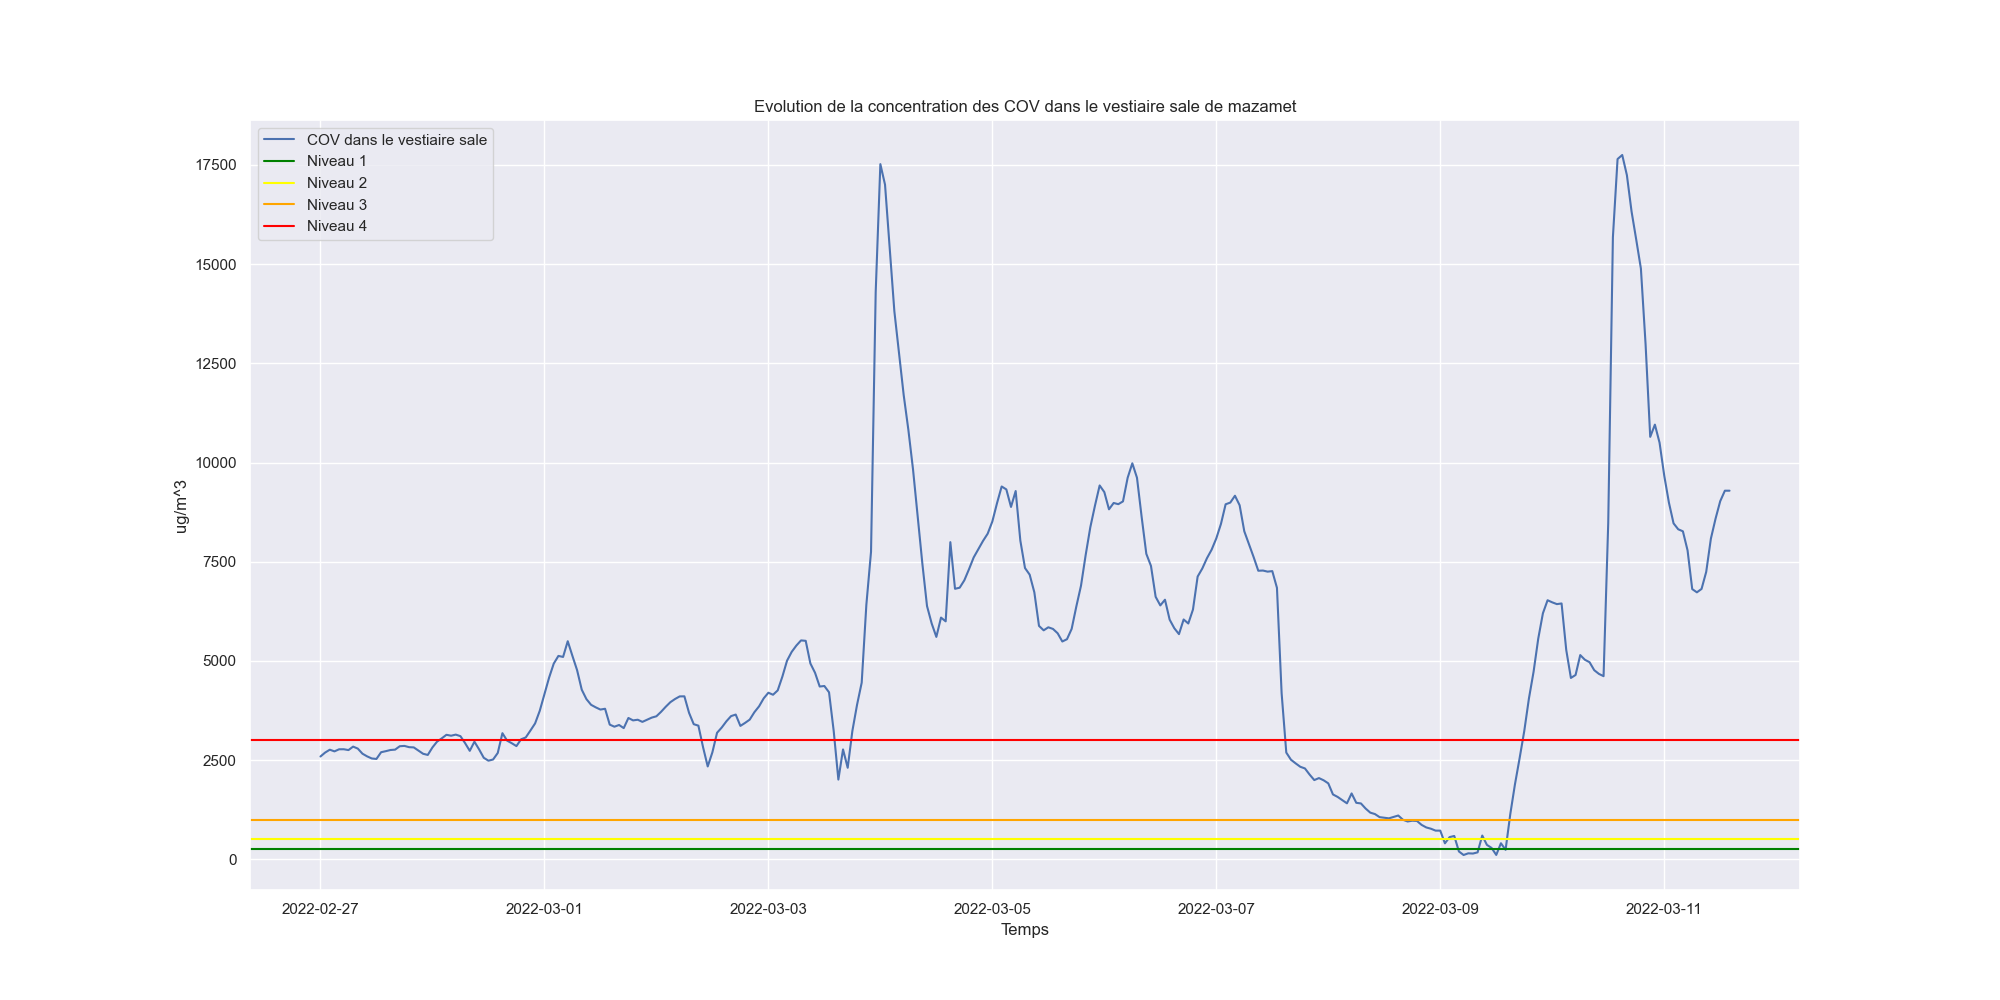 Evolution de la concentration des COV dans le vestiaire sale de mazamet
COV dans le vestiaire sale
Niveau 1
Niveau 2
Niveau 3
Niveau 4
17500
15000
12500
10000
7500
5000
2500
0
ug/m^3
2022-02-27 2022-03-01 2022-03-03 2022-03-05 2022-03-07 2022-03-09 2022-03-11
Temps